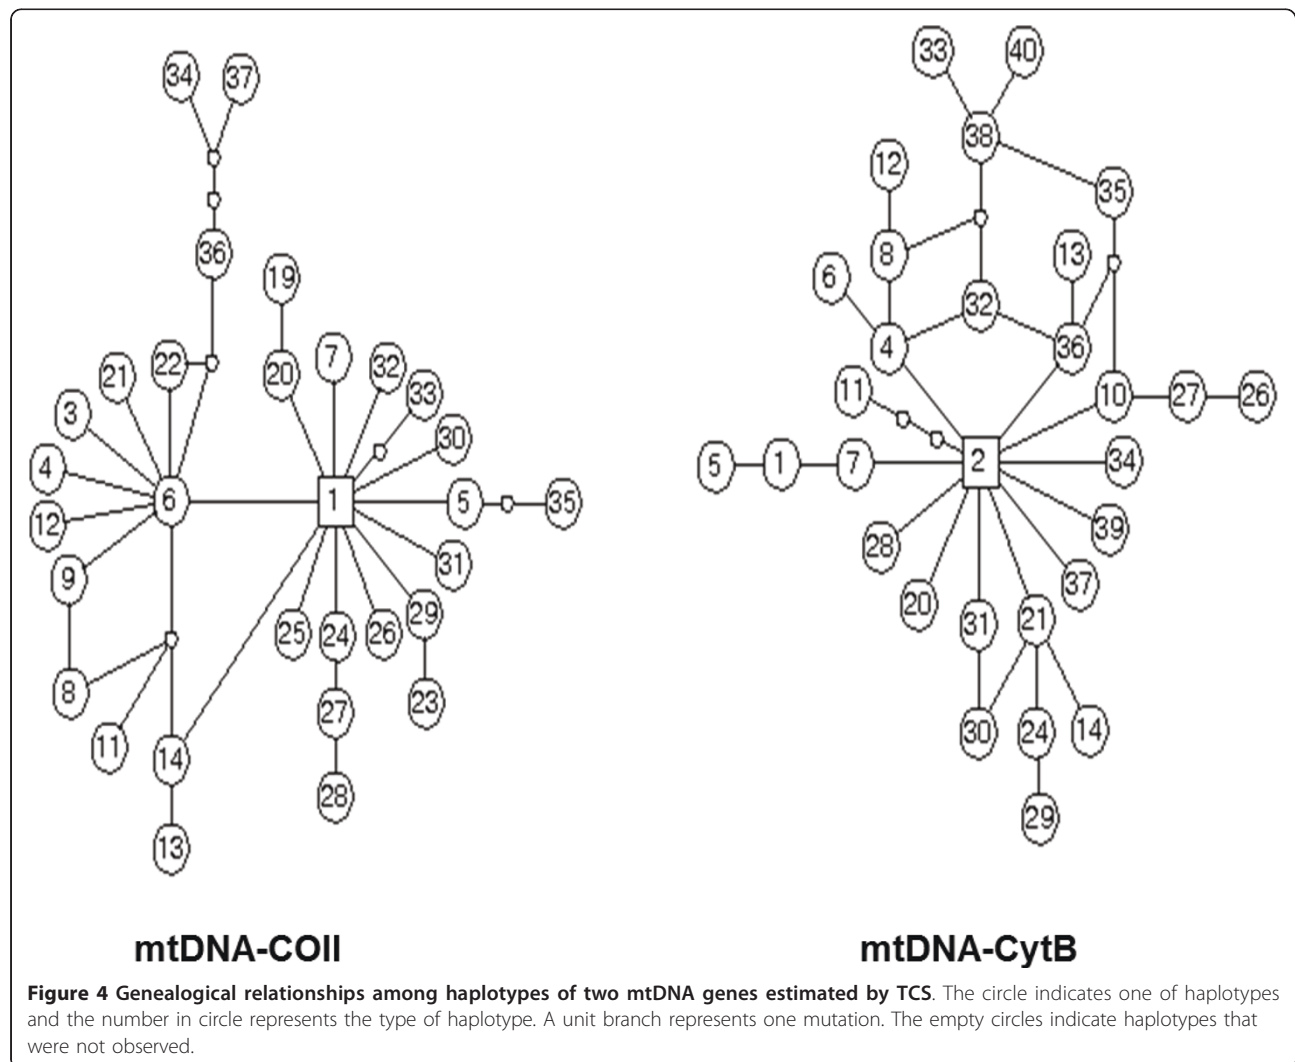 34 37
36
19
22 7 32
21 20 33
3 30
4 6 1 5 35
12
9 31
25 24 26 29
8 23
11 14 27
28
13
33 40
38
12 35
8 13
6 32
4 36
11 10 27 26
5 1 7 2 34
39
28 37
20 31 21
30 24 14
29
mtDNA-COII mtDNA-CytB
Figure 4 Genealogical relationships among haplotypes of two mtDNA genes estimated by TCS. The circle indicates one of haplotypes
and the number in circle represents the type of haplotype. A unit branch represents one mutation. The empty circles indicate haplotypes that
were not observed.